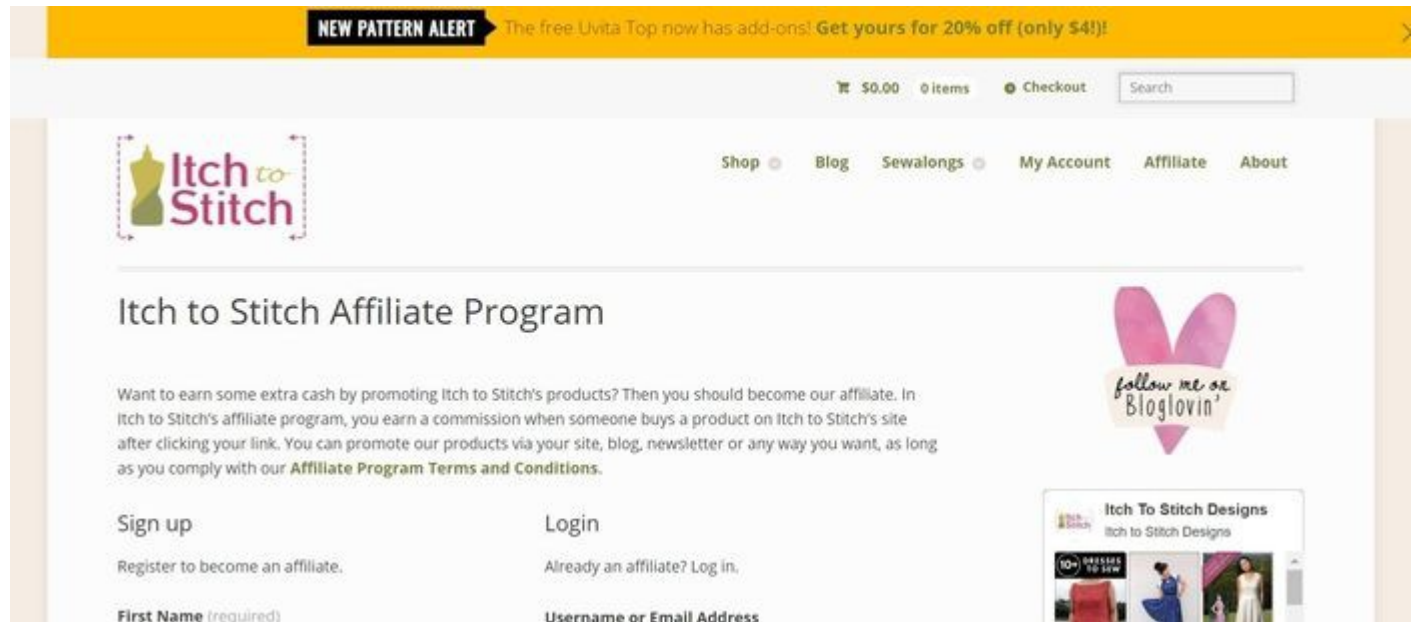 NEW PATTERN ALERT The free Uvita Top now has add-ons! Get yours for 20% off (only $4!)!
$0.00 0 items Checkout Search
Itch to
Stitch
Shop Blog Sewalongs My Account Affiliate About
Itch to Stitch Affiliate Program
Want to earn some extra cash by promoting Itch to Stitch's products? Then you should become our affiliate. In
Itch to Stitch's affiliate program, you earn a commission when someone buys a product on Itch to Stitch's site
after clicking your link. You can promote our products via your site, blog, newsletter or any way you want, as long
as you comply with our Affiliate Program Terms and Conditions.
follow me on
Bloglovin'
Sign up
Register to become an affiliate.
First Name (required)
Login
Already an affiliate? Log in.
Username or Email Address
Itch To Stitch Designs
Itch to Stitch Designs
Itch to
Stitch
10+ DRESSES
TO SEW